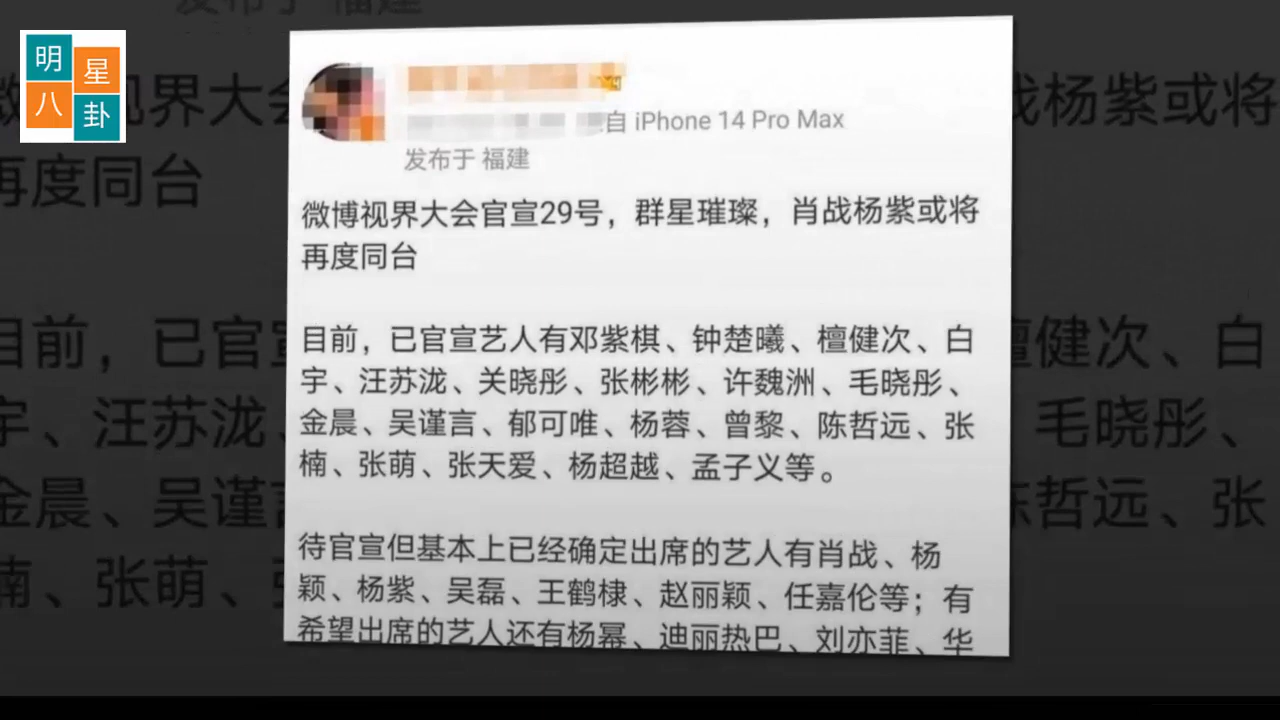 明星
八卦
自 iPhone 14 Pro Max
发布于 福建
微博视界大会官宣29号，群星璀璨，肖战杨紫或将
再度同台
目前，已官宣艺人有邓紫棋、钟楚曦、檀健次、白
宇、汪苏泷、关晓彤、张彬彬、许魏洲、毛晓彤、
金晨、吴谨言、郁可唯、杨蓉、曾黎、陈哲远、张
楠、张萌、张天爱、杨超越、孟子义等。
待官宣但基本上已经确定出席的艺人有肖战、杨
颖、杨紫、吴磊、王鹤棣、赵丽颖、任嘉伦等；有
希望出席的艺人还有杨幂、迪丽热巴、刘亦菲、华